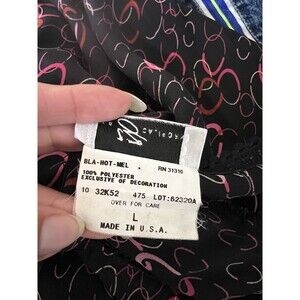 BLA-HOT-MEL . RN 31316
100% POLYESTER
EXCLUSIVE OF DECORATION
10 32K52 475 LOT:62320A
OVER FOR CARE
L
MADE IN U.S.A.